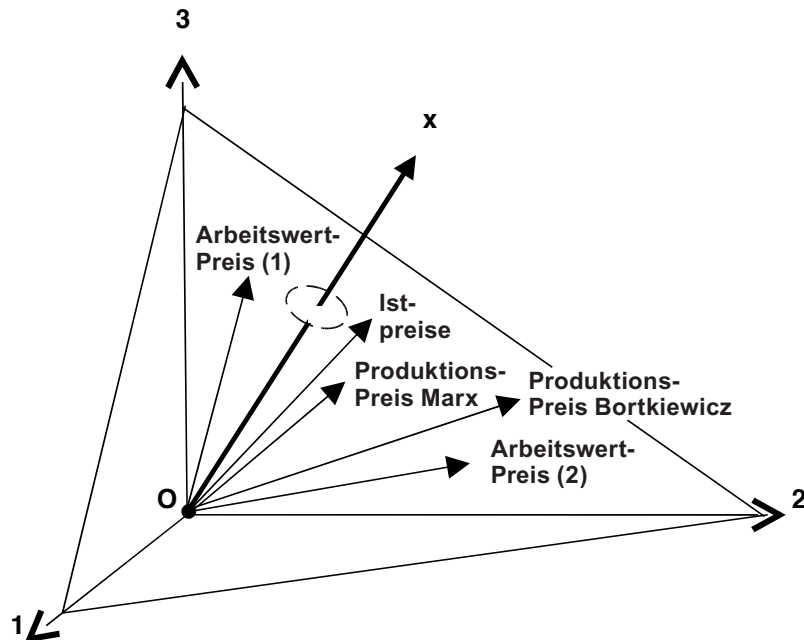 3
x
Arbeitswert-
Preis (1)
Ist-
preise
Produktions-
Preis Marx
Produktions-
Preis Bortkiewicz
Arbeitswert-
Preis (2)
O
2
1